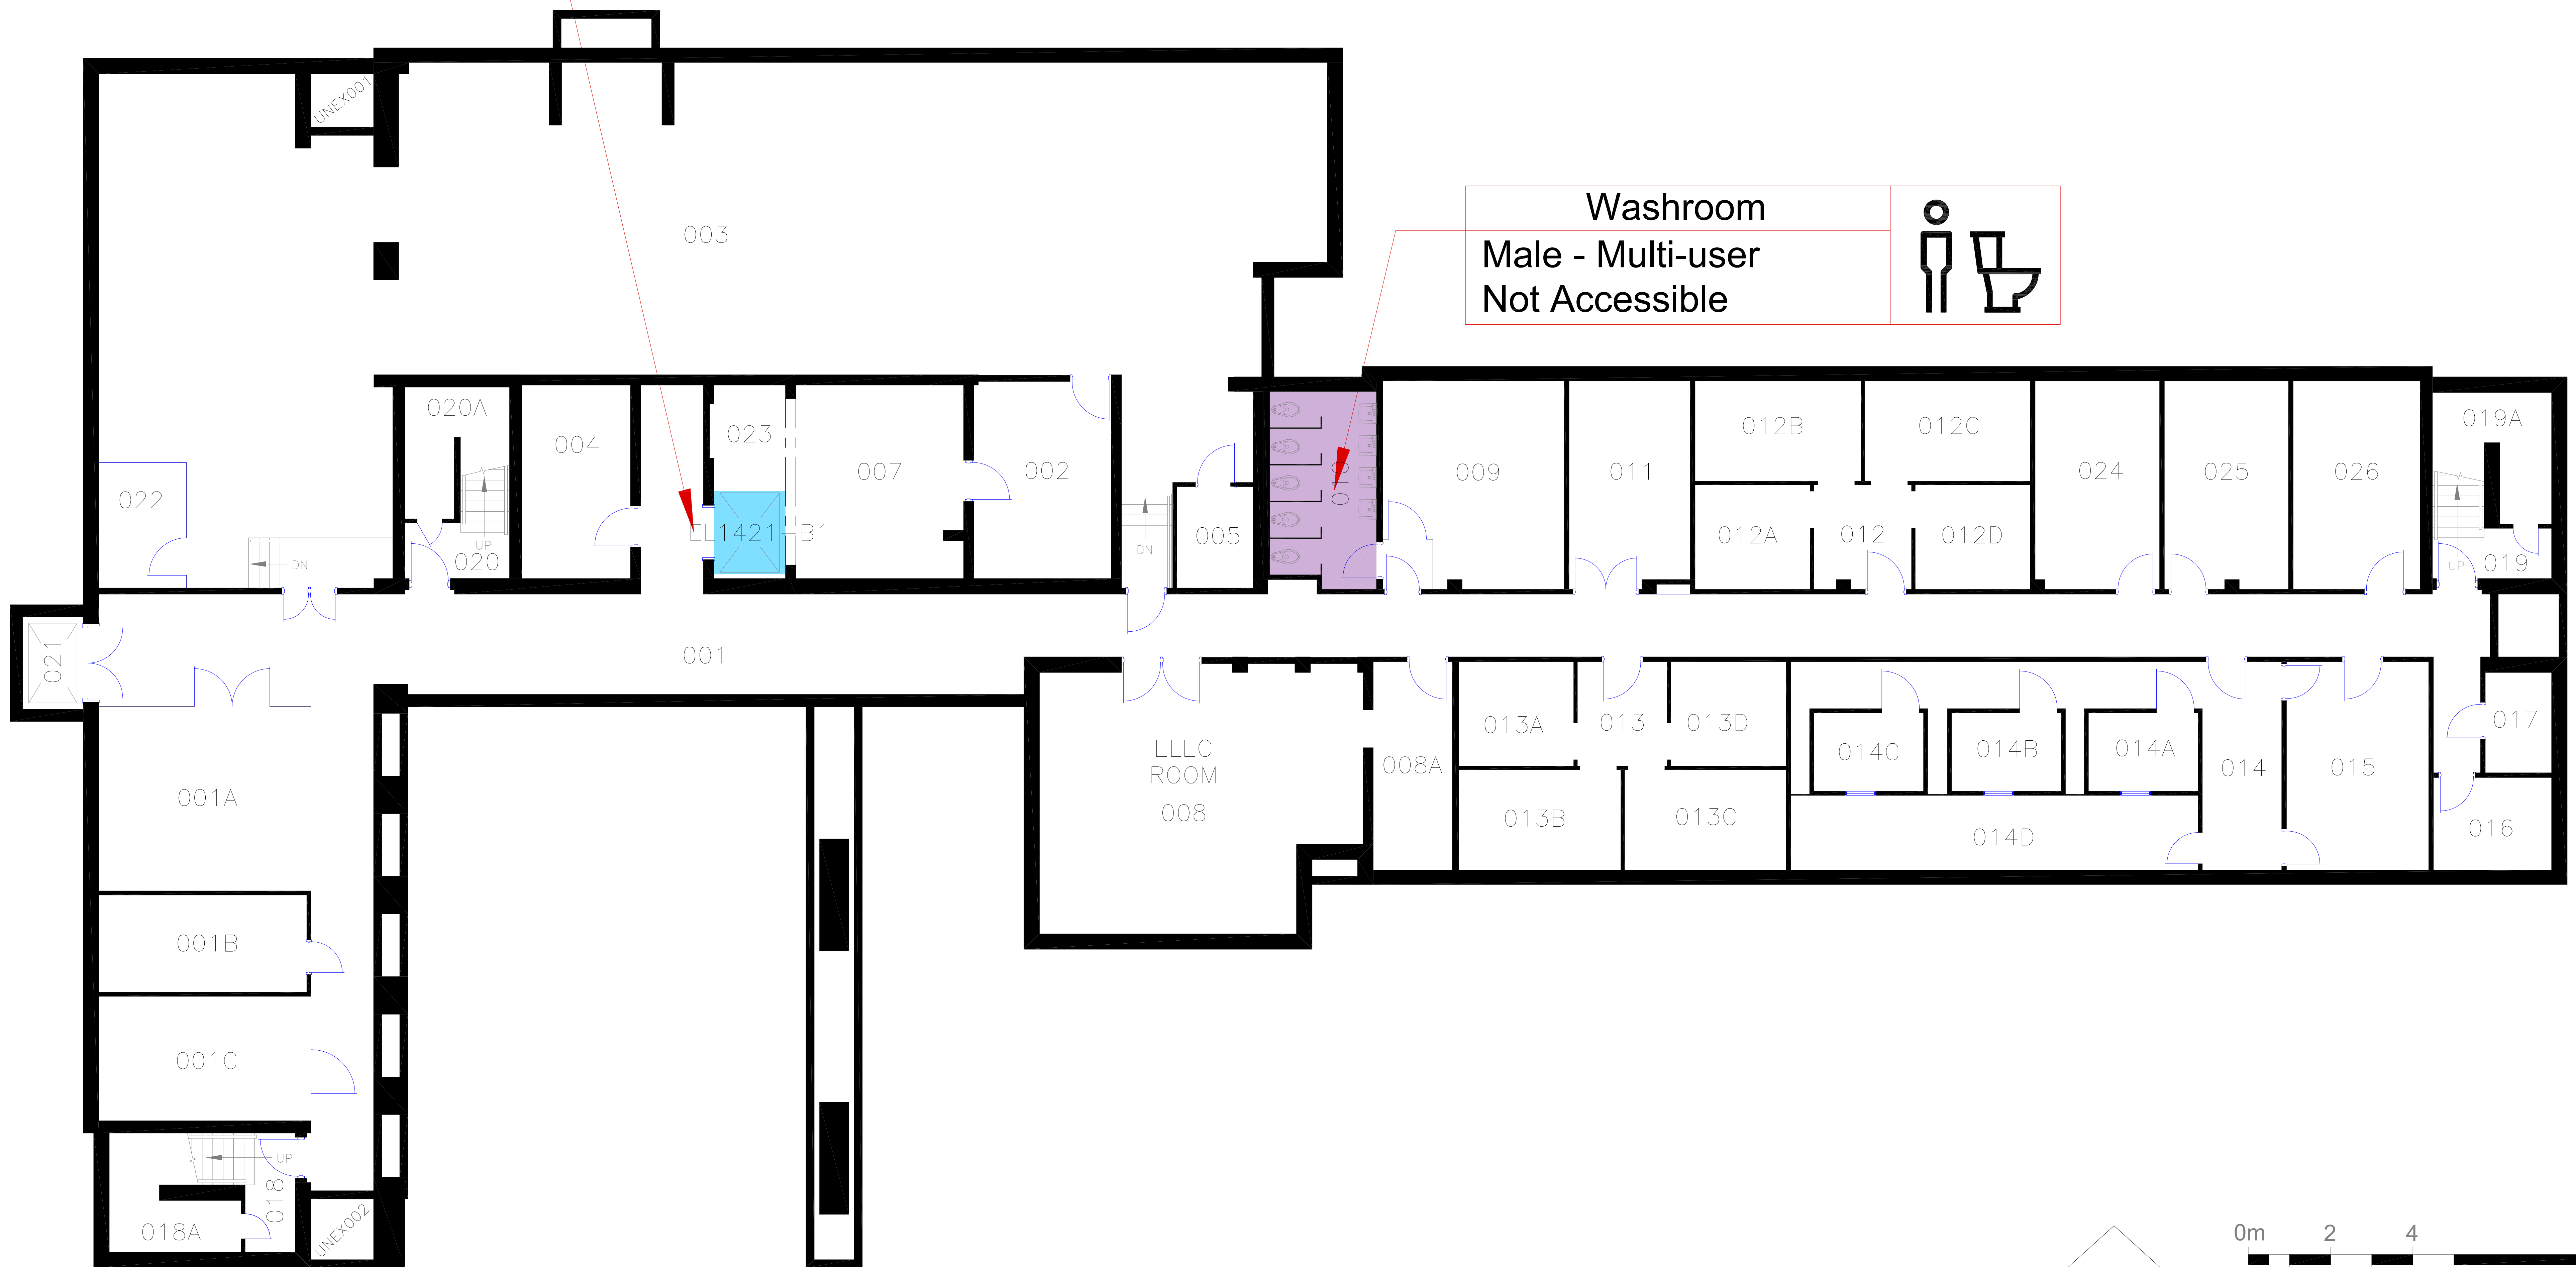 UNEX001
003
Washroom
Male - Multi-user
Not Accessible
020A
004
023
007
002
005
010
009
011
012B
012C
024
025
026
019A
022
DN
UP
020
EL1421-B1
DN
012A
012
012D
UP
019
021
001
001A
ELEC
ROOM
008
008A
013A
013
013D
013B
013C
014C
014B
014A
014
014D
015
017
016
001B
001C
UP
018
018A
UNEX002
0m 2 4